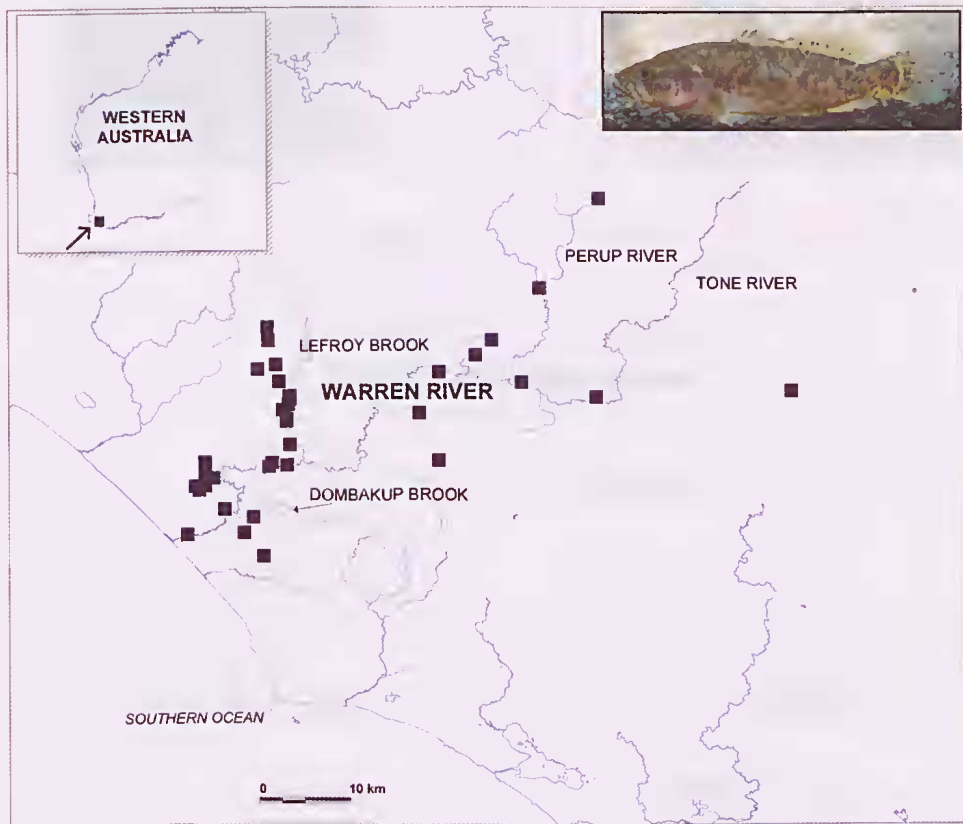 WESTERN
AUSTRALIA
PERUP RIVER
TONE RIVER
LEFROY BROOK
WARREN RIVER
DOMBAKUP BROOK
SOUTHERN OCEAN
0 10 km